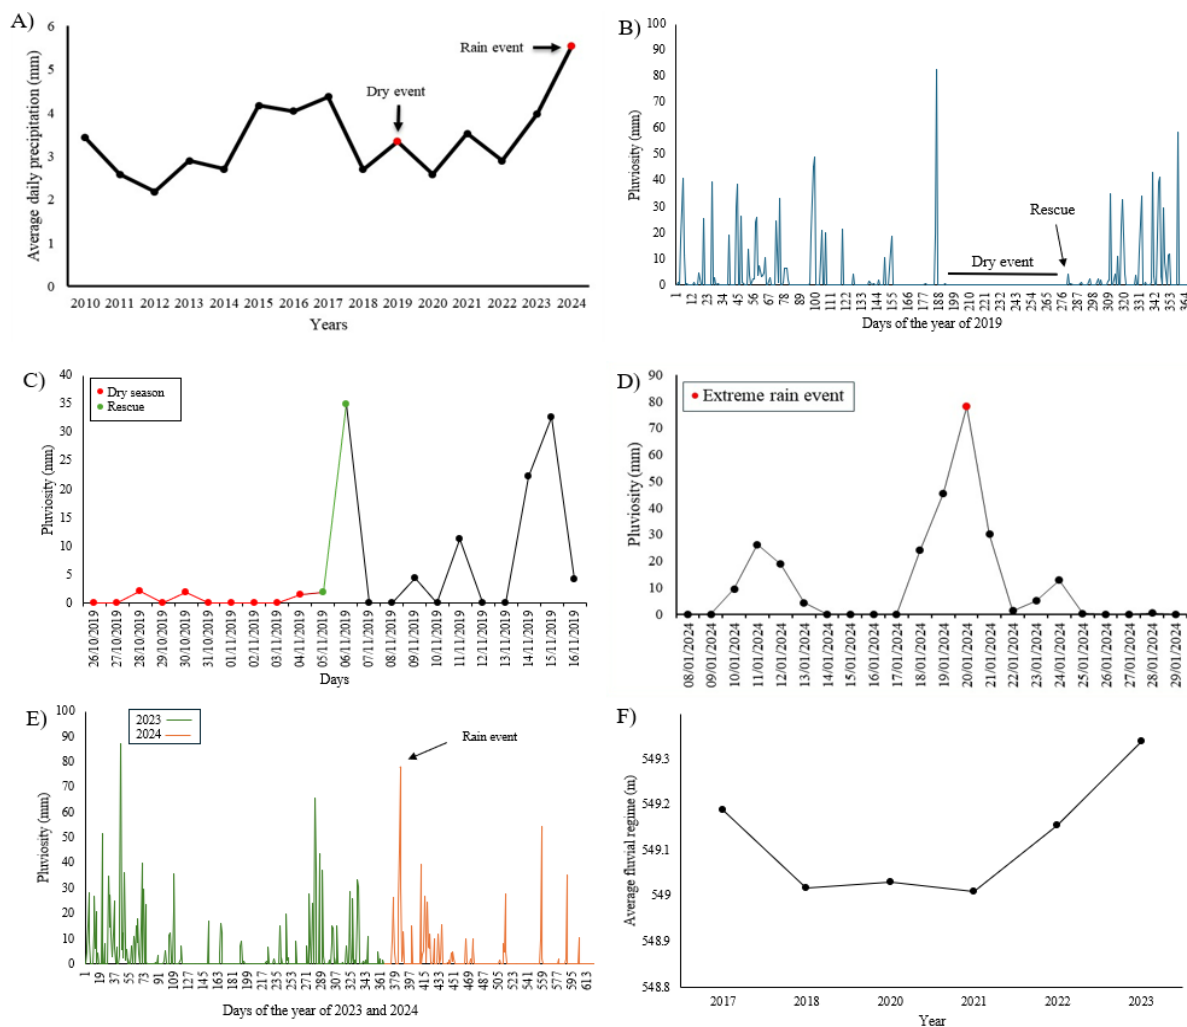 A)
Average daily precipitation (mm)
6
5
4
3
2
1
0
Rain event
Dry event
2010 2011 2012 2013 2014 2015 2016 2017 2018 2019 2020 2021 2022 2023 2024
Years
B)
Pluviosity (mm)
100
90
80
70
60
50
40
30
20
10
0
Rescue
Dry event
1 12 23 34 45 56 67 78 89 100 111 122 133 144 155 166 177 188 199 210 221 232 243 254 265 276 287 298 309 320 331 342 353 364
Days of the year of 2019
C)
Pluviosity (mm)
40
35
30
25
20
15
10
5
0
Dry season
Rescue
26/10/2019 27/10/2019 28/10/2019 29/10/2019 30/10/2019 31/10/2019 01/11/2019 02/11/2019 03/11/2019 04/11/2019 05/11/2019 06/11/2019 07/11/2019 08/11/2019 09/11/2019 10/11/2019 11/11/2019 12/11/2019 13/11/2019 14/11/2019 15/11/2019 16/11/2019
Days
D)
Pluviosity (mm)
90
80
70
60
50
40
30
20
10
0
Extreme rain event
08/01/2024 09/01/2024 10/01/2024 11/01/2024 12/01/2024 13/01/2024 14/01/2024 15/01/2024 16/01/2024 17/01/2024 18/01/2024 19/01/2024 20/01/2024 21/01/2024 22/01/2024 23/01/2024 24/01/2024 25/01/2024 26/01/2024 27/01/2024 28/01/2024 29/01/2024
E)
Pluviosity (mm)
100
90
80
70
60
50
40
30
20
10
0
2023
2024
Rain event
1 19 37 55 73 91 109 127 145 163 181 199 217 235 253 271 289 307 325 343 361 379 397 415 433 451 469 487 505 523 541 559 577 595 613
Days of the year of 2023 and 2024
F)
Average fluvial regime (m)
549.3
549.2
549.1
549
548.9
548.8
2017 2018 2020 2021 2022 2023
Year